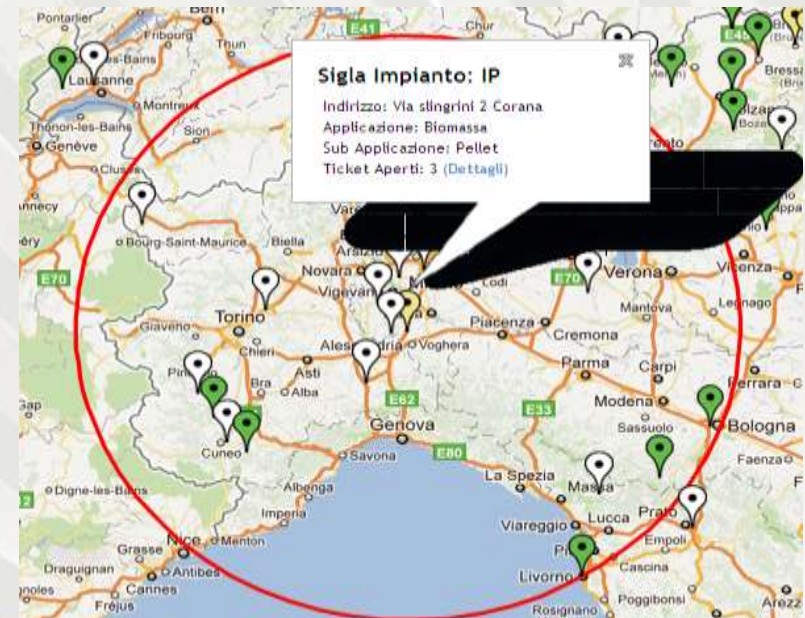 Pontarlier
Bern
Fribourg
Thun
E41
Chur
E45
Lausanne
Montreux
Thonon-les-Bains
Sion
Genève
Cluses
Annecy
Sigla Impianto: IP
Indirizzo: Via slingrini 2 Corana
Applicazione: Biomassa
Sub Applicazione: Pellet
Ticket Aperti: 3 (Dettagli)
Bourg-Saint-Maurice
Biella
Novara
Lodi
E70
E70
Verona
Vicenza
Torino
Giaveno
Chieri
Asti
Alba
Bra
Voghera
Piacenza
Cremona
Mantova
Legnago
Parma
Carpi
Ferrara
Modena
Sassuolo
Bologna
Faenza
E62
E33
Genova
E80
Cuneo
Savona
Albenga
Imperia
La Spezia
Massa
Viareggio
Lucca
Prato
Empoli
Livorno
Cascina
Poggibonsi
Rosignano
Digne-les-Bains
Nice
Menton
Grasse
Antibes
Draguignan
Cannes
Fréjus